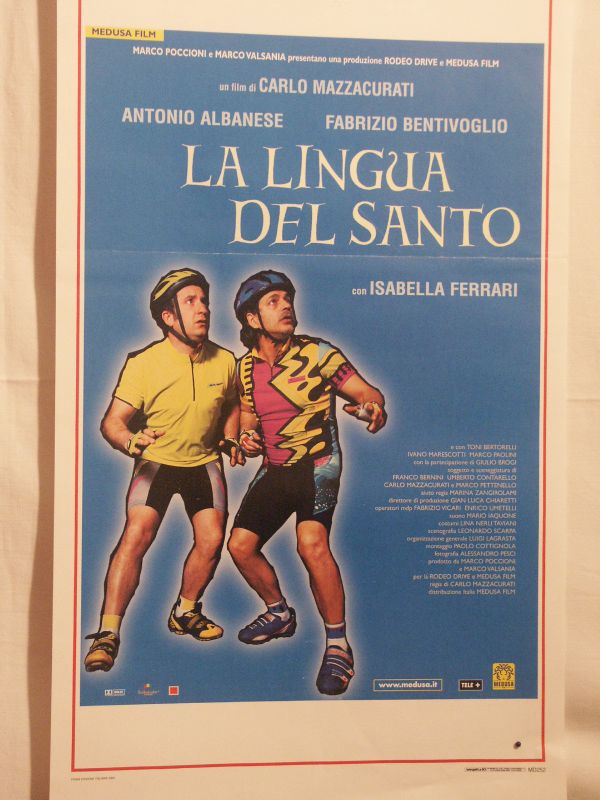 MEDUSA FILM
MARCO POCCIONI e MARCO VALSANIA presentano una produzione RODEO DRIVE e MEDUSA FILM
un film di CARLO MAZZACURATI
ANTONIO ALBANESE FABRIZIO BENTIVOGLIO
LA LINGUA
DEL SANTO
con ISABELLA FERRARI
e con TONI BERTORELLI
IVANO MARESCOTTI MARCO PAOLINI
con la partecipazione di GIULIO BROGI
soggetto e sceneggiatura di
FRANCO BERNINI UMBERTO CONTARELLO
CARLO MAZZACURATI e MARCO PETTENELLO
aiuto regia MARINA ZANGIROLAMI
direttore di produzione GIAN LUCA CHIARETTI
operatori mdp FABRIZIO VICARI ENRICO UMETELLI
suono MARIO IAQUONE
costumi LINA NERLI TAVIANI
scenografia LEONARDO SCARPA
organizzazione generale LUIGI LAGRASTA
montaggio PAOLO COTTIGNOLA
fotografia ALESSANDRO PESCI
prodotto da MARCO POCCIONI
e MARCO VALSANIA
per la RODEO DRIVE e MEDUSA FILM
regia di CARLO MAZZACURATI
distribuzione Italia MEDUSA FILM
www.medusa.it
TELE +
MEDUSA